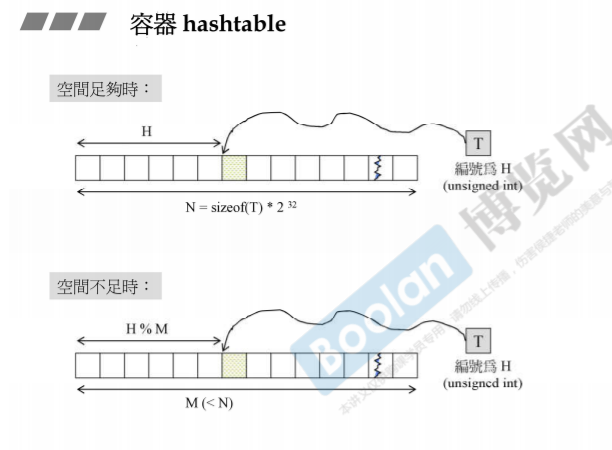 容器 hashtable
空間足夠時：
H
T
編號爲 H
(unsigned int)
N = sizeof(T) * 2 32
空間不足時：
H % M
T
編號爲 H
(unsigned int)
M (< N)
Boolan
博览网